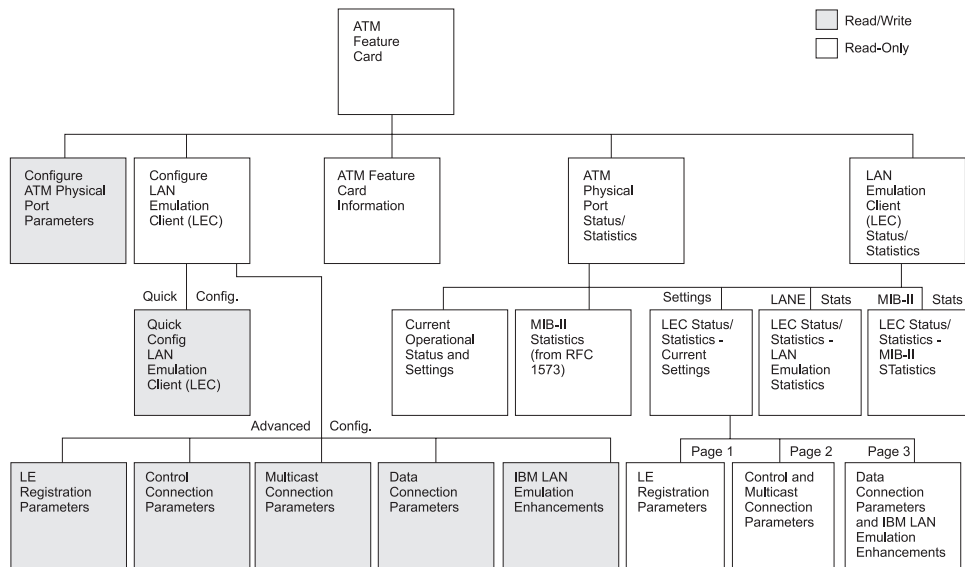 ATM
Feature
Card
Read/Write
Read-Only
Configure
ATM Physical
Port
Parameters
Configure
LAN
Emulation
Client (LEC)
ATM Feature
Card
Information
ATM
Physical
Port
Status/
Statistics
LAN
Emulation
Client
(LEC)
Status/
Statistics
Quick Config.
Settings
LANE Stats
MIB-II Stats
Quick
Config
LAN
Emulation
Client (LEC)
Current
Operational
Status and
Settings
MIB-II
Statistics
(from RFC
1573)
LEC Status/
Statistics -
Current
Settings
LEC Status/
Statistics -
LAN
Emulation
Statistics
LEC Status/
Statistics -
MIB-II
STatistics
Advanced Config.
Page 1
Page 2
Page 3
LE
Registration
Parameters
Control
Connection
Parameters
Multicast
Connection
Parameters
Data
Connection
Parameters
IBM LAN
Emulation
Enhancements
LE
Registration
Parameters
Control and
Multicast
Connection
Parameters
Data
Connection
Parameters
and IBM LAN
Emulation
Enhancements